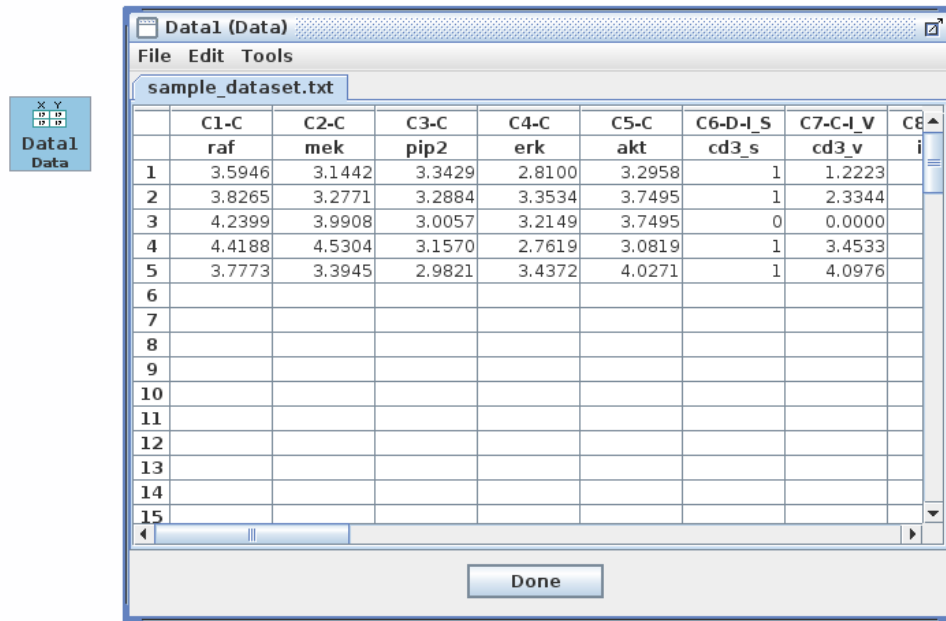 X Y
Data1
Data
Data1 (Data)
File Edit Tools
sample_dataset.txt
C1-C C2-C C3-C C4-C C5-C C6-D-I_S C7-C-I_V C8
raf mek pip2 erk akt cd3_s cd3_v i
1 3.5946 3.1442 3.3429 2.8100 3.2958 1 1.2223
2 3.8265 3.2771 3.2884 3.3534 3.7495 1 2.3344
3 4.2399 3.9908 3.0057 3.2149 3.7495 0 0.0000
4 4.4188 4.5304 3.1570 2.7619 3.0819 1 3.4533
5 3.7773 3.3945 2.9821 3.4372 4.0271 1 4.0976
6
7
8
9
10
11
12
13
14
15
Done